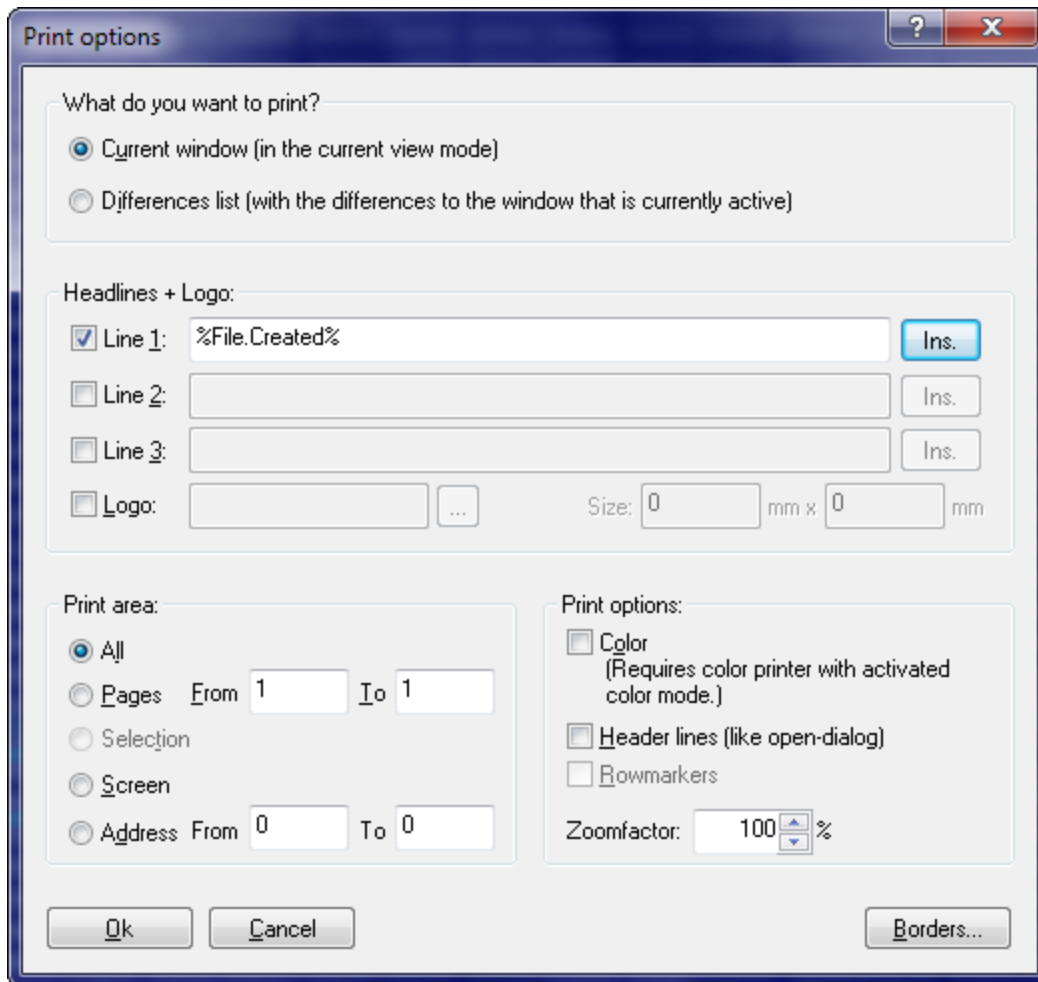 Print options
?
What do you want to print?
Current window (in the current view mode)
Differences list (with the differences to the window that is currently active)
Headlines + Logo:
Line 1: %File.Created% Ins.
Line 2: Ins.
Line 3: Ins.
Logo: ... Size: 0 mm x 0 mm
Print area:
All
Pages From 1 To 1
Selection
Screen
Address From 0 To 0
Print options:
Color
(Requires color printer with activated
color mode.)
Header lines (like open-dialog)
Rowmarkers
Zoomfactor: 100 %
Ok Cancel Borders...